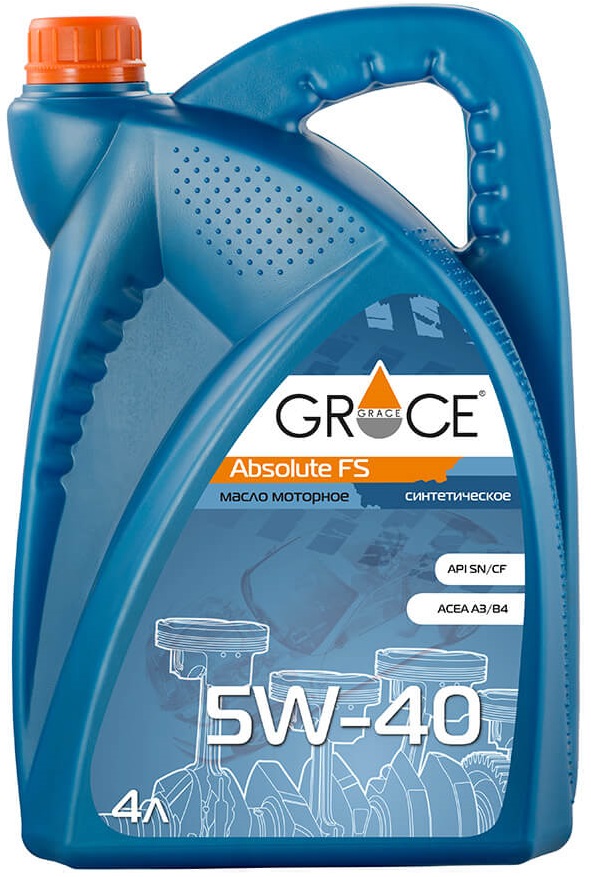 GRACE®
GRACE
Absolute FS
масло моторное
синтетическое
API SN/CF
ACEA A3/B4
5W-40
4л